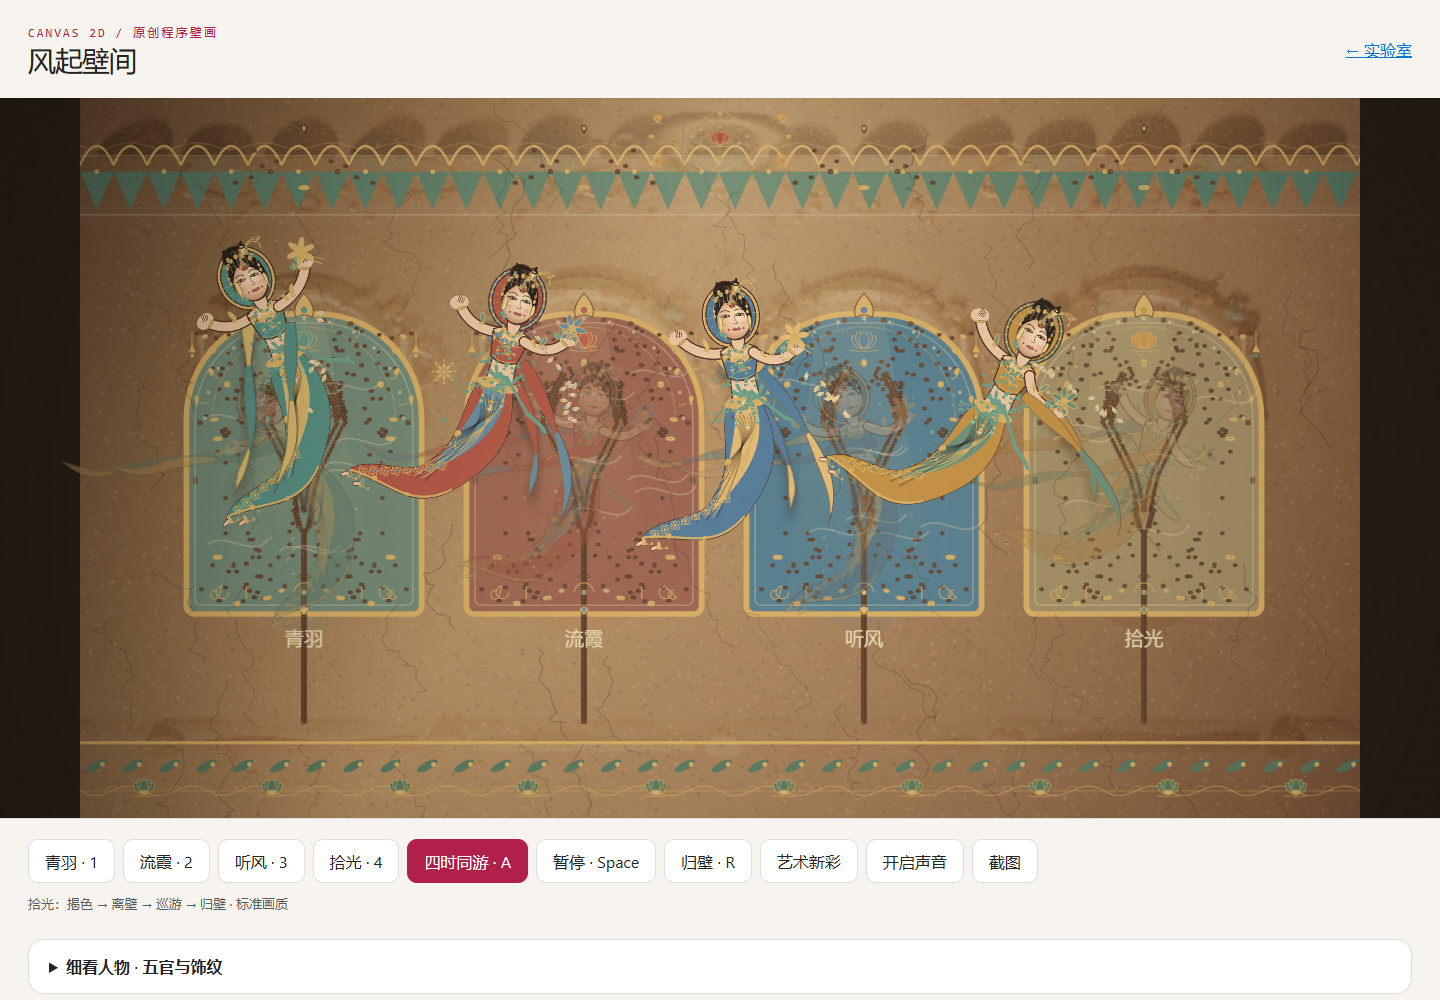 CANVAS 2D / 原创程序壁画
风起壁间
← 实验室
青羽
流霞
听风
拾光
青羽 · 1
流霞 · 2
听风 · 3
拾光 · 4
四时同游 · A
暂停 · Space
归壁 · R
艺术新彩
开启声音
截图
拾光：揭色 → 离壁 → 巡游 → 归壁 · 标准画质
▶ 细看人物 · 五官与饰纹